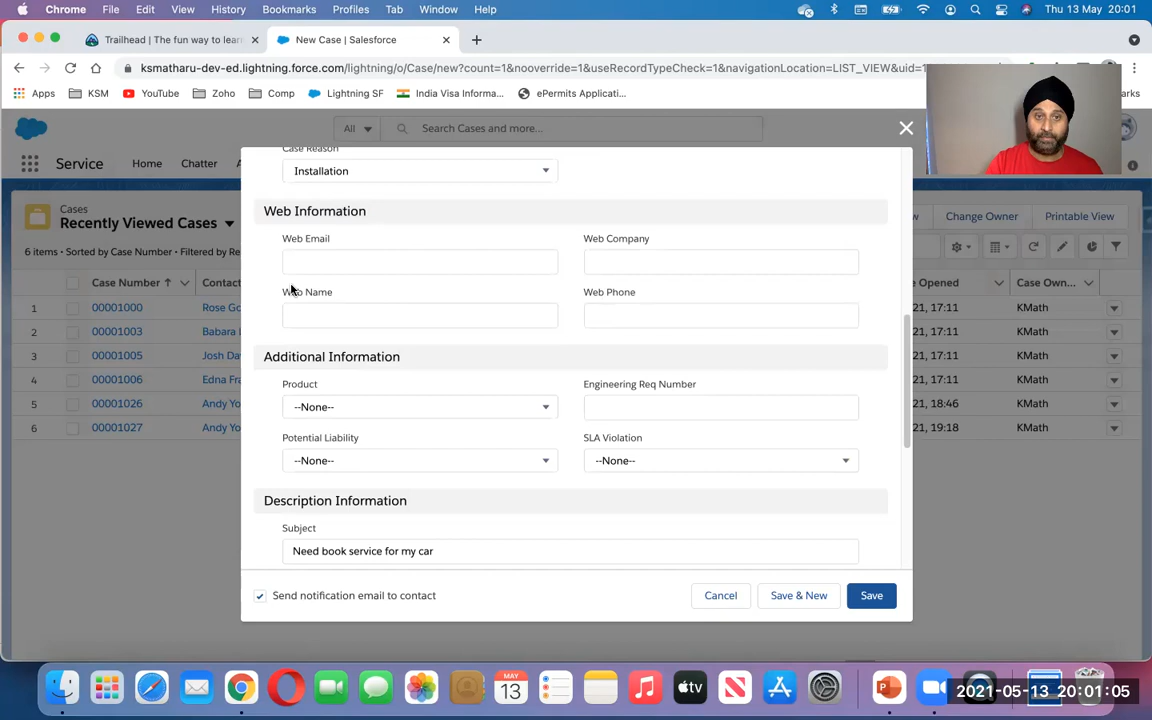 Chrome File Edit View History Bookmarks Profiles Tab Window Help Thu 13 May 20:01
Trailhead | The fun way to lear New Case | Salesforce
ksmatharu-dev-ed.lightning.force.com/lightning/o/Case/new?count=1&nooverride=1&useRecordTypeCheck=1&navigationLocation=LIST_VIEW&uid=1
Apps KSM YouTube Zoho Comp Lightning SF India Visa Informa... ePermits Applicati... arks
All Search Cases and more...
Service Home Chatter
Cases
Recently Viewed Cases
Change Owner Printable View
6 items • Sorted by Case Number • Filtered by Re
Case Number Contact Opened Case Own...
1 00001000 Rose Go 21, 17:11 KMath
2 00001003 Babara L 21, 17:11 KMath
3 00001005 Josh Da 21, 17:11 KMath
4 00001006 Edna Fra 21, 17:11 KMath
5 00001026 Andy Yo 21, 18:46 KMath
6 00001027 Andy Yo 21, 19:18 KMath
Case Reason
Installation
Web Information
Web Email Web Company
Web Name Web Phone
Additional Information
Product Engineering Req Number
--None--
Potential Liability SLA Violation
--None-- --None--
Description Information
Subject
Need book service for my car
Send notification email to contact Cancel Save & New Save
MAY
13
tv
2021-05-13 20:01:05